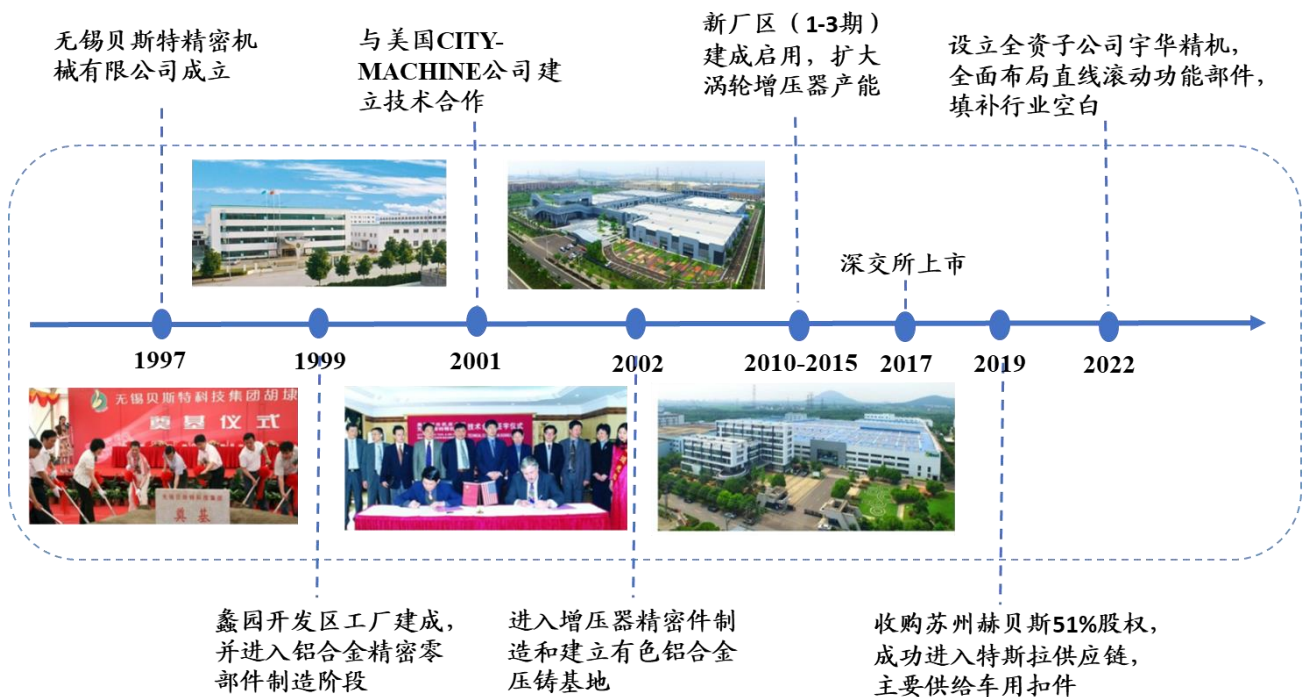 无锡贝斯特精密机
械有限公司成立
与美国CITY-
MACHINE公司建
立技术合作
新厂区（1-3期）
建成启用，扩大
涡轮增压器产能
设立全资子公司宇华精机，
全面布局直线滚动功能部件，
填补行业空白
深交所上市
1997
1999
2001
2002
2010-2015
2017
2019
2022
无锡贝斯特科技集团胡埭
奠基仪式
奠基
蠡园开发区工厂建成，
并进入铝合金精密零
部件制造阶段
进入增压器精密件制
造和建立有色铝合金
压铸基地
收购苏州赫贝斯51%股权，
成功进入特斯拉供应链，
主要供给车用扣件